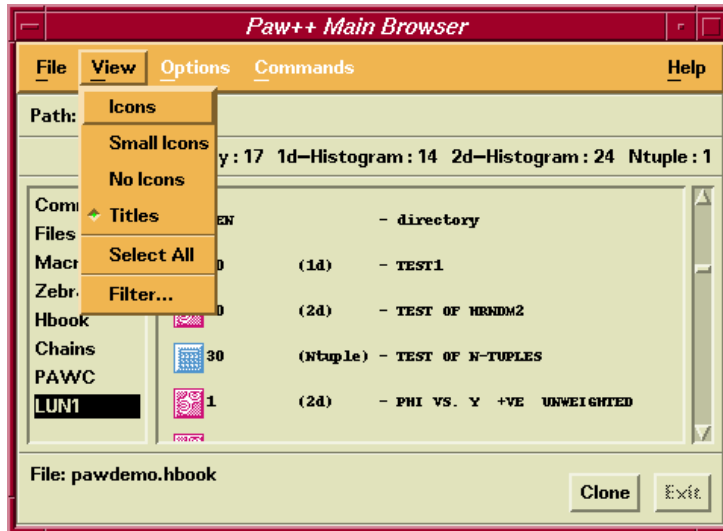 Paw++ Main Browser
File View Options Commands Help
Path:
Icons
Small Icons
No Icons
Titles
Select All
Filter...
y : 17 1d-Histogram : 14 2d-Histogram : 24 Ntuple : 1
Files
Hbook
Chains
PAWC
LUN1
- directory
(1d) - TEST1
(2d) - TEST OF HRNDM2
30 (Ntuple) - TEST OF N-TUPLES
1 (2d) - PHI VS. Y +VE UNWEIGHTED
File: pawdemo.hbook
Clone Exit